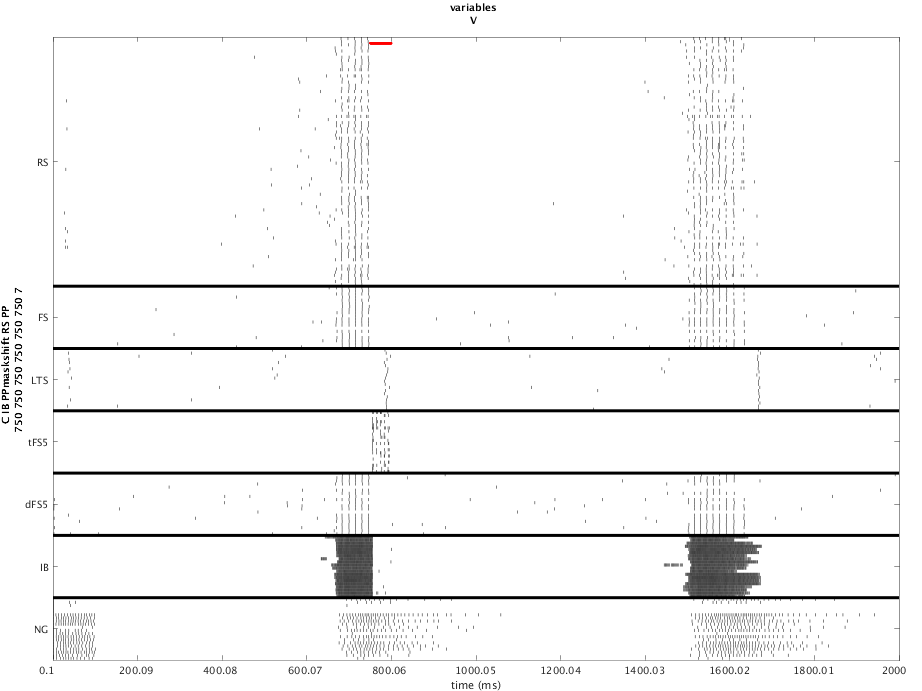 variables
V
C IB PPmaskshift RS PP
750 750 750 750 750 750 750 7
RS
FS
LTS
tFS5
dFS5
IB
NG
0.1 200.09 400.08 600.07 800.06 1000.05 1200.04 1400.03 1600.02 1800.01 2000
time (ms)